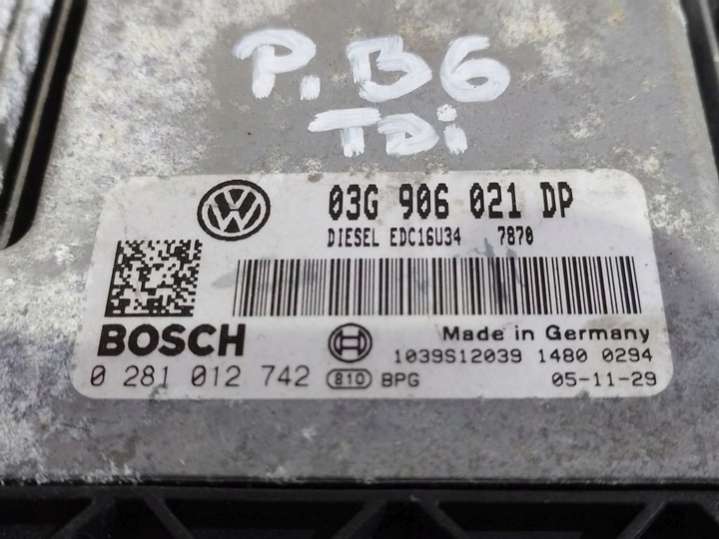 P.B6
TDi
03G 906 021 DP
DIESEL EDC16U34 7870
BOSCH
Made in Germany
1039S12039 1480 0294
0 281 012 742 810 BPG 05-11-29